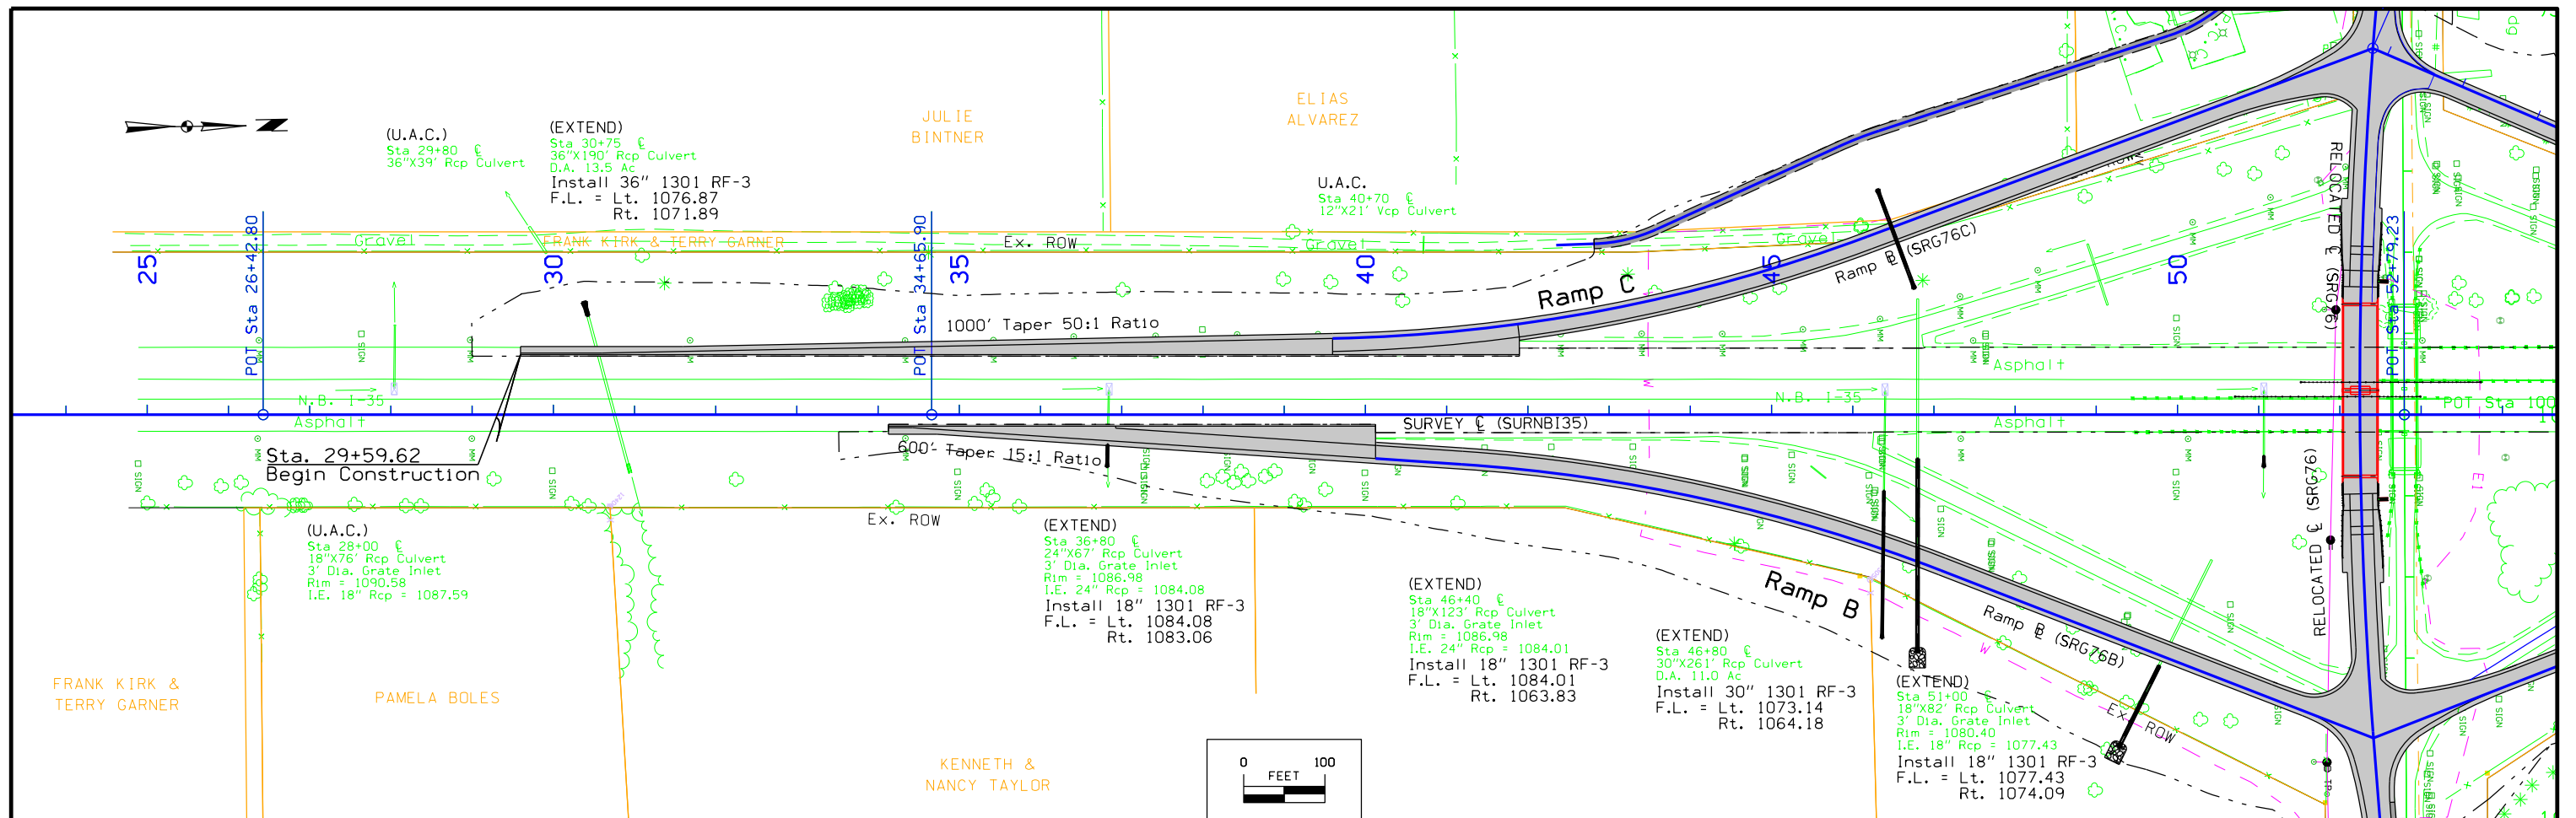 (U.A.C.)
Sta 29+80 ℄
36"X39' Rcp Culvert
(EXTEND)
Sta 30+75 ℄
36"X190' Rcp Culvert
D.A. 13.5 Ac
Install 36" 1301 RF-3
F.L. = Lt. 1076.87
Rt. 1071.89
JULIE
BINTNER
ELIAS
ALVAREZ
U.A.C.
Sta 40+70 ℄
12"X21' Vcp Culvert
Gravel
FRANK KIRK & TERRY GARNER
Ex. ROW
Gravel
Gravel
25
30
35
40
45
50
POT Sta 26+42.80
POT Sta 34+65.90
POT Sta 52+79.23
1000' Taper 50:1 Ratio
Ramp C
Ramp ℄ (SRG76C)
RELOCATED ℄ (SRG76)
Asphalt
N.B. I-35
Asphalt
N.B. I-35
Asphalt
SURVEY ℄ (SURNBI35)
POT Sta 100
Sta. 29+59.62
Begin Construction
600' Taper 15:1 Ratio
Ex. ROW
(U.A.C.)
Sta 28+00 ℄
18"X76' Rcp Culvert
3' Dia. Grate Inlet
Rim = 1090.58
I.E. 18" Rcp = 1087.59
(EXTEND)
Sta 36+80 ℄
24"X67' Rcp Culvert
3' Dia. Grate Inlet
Rim = 1086.98
I.E. 24" Rcp = 1084.08
Install 18" 1301 RF-3
F.L. = Lt. 1084.08
Rt. 1083.06
(EXTEND)
Sta 46+40 ℄
18"X123' Rcp Culvert
3' Dia. Grate Inlet
Rim = 1086.98
I.E. 24" Rcp = 1084.01
Install 18" 1301 RF-3
F.L. = Lt. 1084.01
Rt. 1063.83
Ramp B
(EXTEND)
Sta 46+80 ℄
30"X261' Rcp Culvert
D.A. 11.0 Ac
Install 30" 1301 RF-3
F.L. = Lt. 1073.14
Rt. 1064.18
Ramp ℄ (SRG76B)
RELOCATED ℄ (SRG76)
(EXTEND)
Sta 51+00 ℄
18"X82' Rcp Culvert
3' Dia. Grate Inlet
Rim = 1080.40
I.E. 18" Rcp = 1077.43
Install 18" 1301 RF-3
F.L. = Lt. 1077.43
Rt. 1074.09
Ex. ROW
FRANK KIRK &
TERRY GARNER
PAMELA BOLES
KENNETH &
NANCY TAYLOR
0 100
FEET